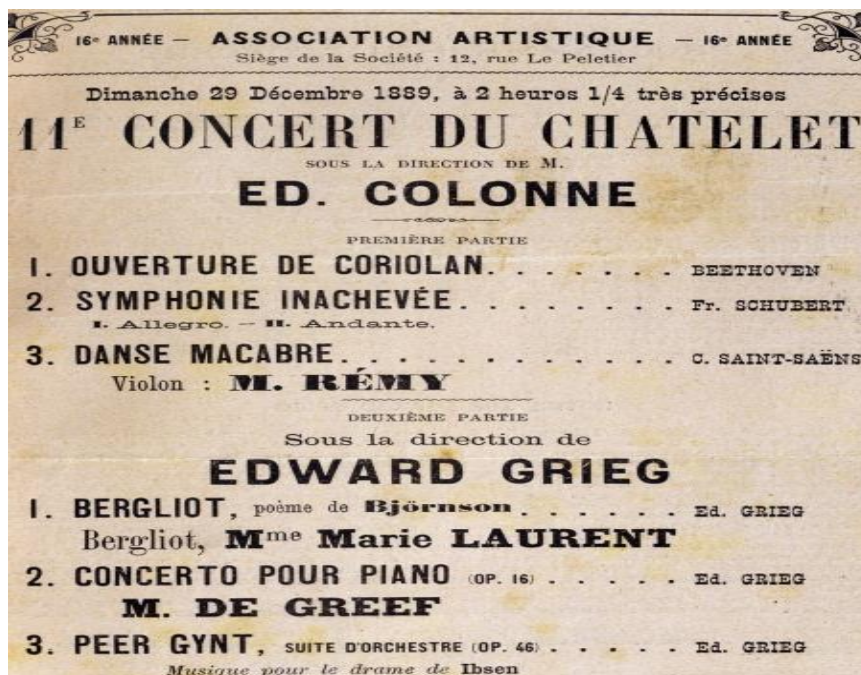 16e ANNÉE — ASSOCIATION ARTISTIQUE — 16e ANNÉE
Siège de la Société : 12, rue Le Peletier
Dimanche 29 Décembre 1889, à 2 heures 1/4 très précises
11E CONCERT DU CHATELET
SOUS LA DIRECTION DE M.
ED. COLONNE
PREMIÈRE PARTIE
1. OUVERTURE DE CORIOLAN. . . . . . . . BEETHOVEN
2. SYMPHONIE INACHEVÉE. . . . . . . . . Fr. SCHUBERT
I. Allegro. — II. Andante.
3. DANSE MACABRE. . . . . . . . . . . . . C. SAINT-SAËNS
Violon : M. RÉMY
DEUXIÈME PARTIE
Sous la direction de
EDWARD GRIEG
1. BERGLIOT, poème de Björnson . . . . . . Ed. GRIEG
Bergliot, Mme Marie LAURENT
2. CONCERTO POUR PIANO (OP. 16) . . . . . Ed. GRIEG
M. DE GREEF
3. PEER GYNT, SUITE D'ORCHESTRE (OP. 46) . . . . . Ed. GRIEG
Musique pour le drame de Ibsen